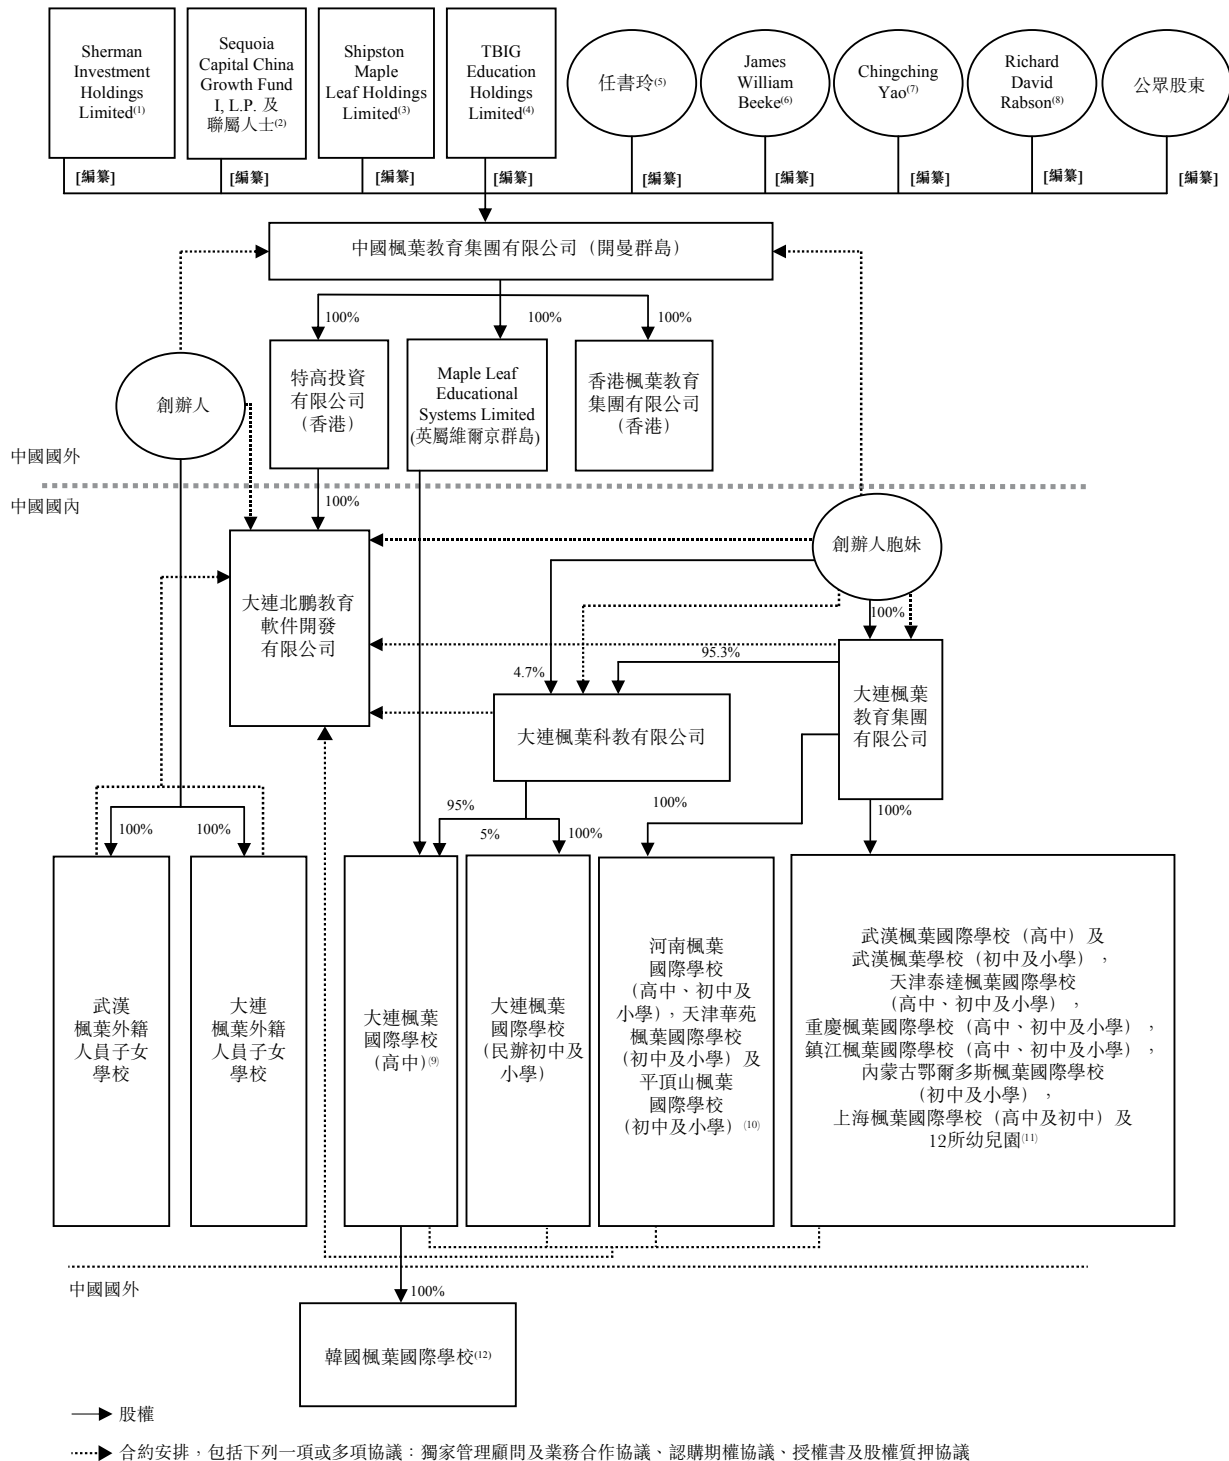 Sherman
Investment
Holdings
Limited(1)
Sequoia
Capital China
Growth Fund
I, L.P. 及
聯屬人士(2)
Shipston
Maple
Leaf Holdings
Limited(3)
TBIG
Education
Holdings
Limited(4)
任書玲(5)
James
William
Beeke(6)
Chingching
Yao(7)
Richard
David
Rabson(8)
公眾股東
[編纂]
[編纂]
[編纂]
[編纂]
[編纂]
[編纂]
[編纂]
[編纂]
[編纂]
中國楓葉教育集團有限公司（開曼群島）
100%
100%
100%
創辦人
特高投資
有限公司
（香港）
Maple Leaf
Educational
Systems Limited
(英屬維爾京群島)
香港楓葉教育
集團有限公司
（香港）
中國國外
中國國內
100%
創辦人胞妹
大連北鵬教育
軟件開發
有限公司
100%
95.3%
4.7%
大連楓葉科教有限公司
大連楓葉
教育集團
有限公司
95%
5%
100%
100%
100%
100%
100%
武漢
楓葉外籍
人員子女
學校
大連
楓葉外籍
人員子女
學校
大連楓葉
國際學校
（高中）(9)
大連楓葉
國際學校
（民辦初中及
小學）
河南楓葉
國際學校
（高中、初中及
小學），天津華苑
楓葉國際學校
（初中及小學）及
平頂山楓葉
國際學校
（初中及小學）(10)
武漢楓葉國際學校（高中）及
武漢楓葉學校（初中及小學），
天津泰達楓葉國際學校
（高中、初中及小學），
重慶楓葉國際學校（高中、初中及小學），
鎮江楓葉國際學校（高中、初中及小學），
內蒙古鄂爾多斯楓葉國際學校
（初中及小學），
上海楓葉國際學校（高中及初中）及
12所幼兒園(11)
中國國外
100%
韓國楓葉國際學校(12)
股權
合約安排，包括下列一項或多項協議：獨家管理顧問及業務合作協議、認購期權協議、授權書及股權質押協議